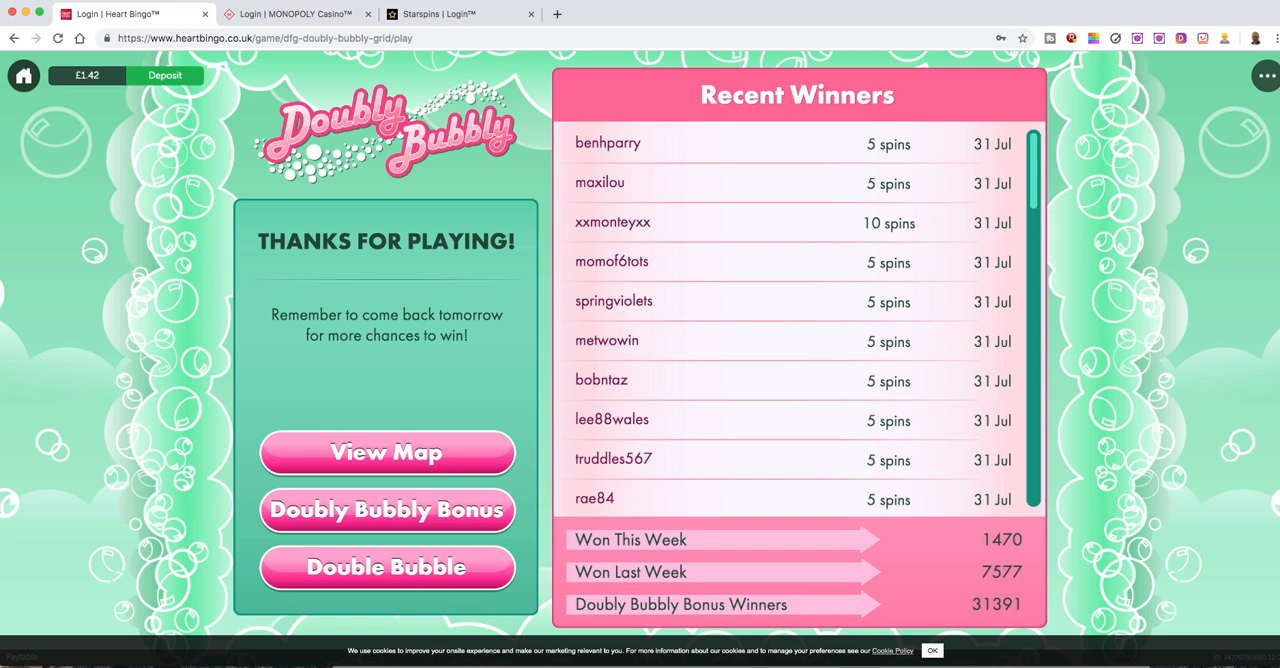 Login | Heart Bingo™
Login | MONOPOLY Casino™
Starspins | Login™
https://www.heartbingo.co.uk/game/dfg-doubly-bubbly-grid/play
£1.42
Deposit
Doubly
Bubbly
THANKS FOR PLAYING!
Remember to come back tomorrow
for more chances to win!
View Map
Doubly Bubbly Bonus
Double Bubble
Recent Winners
benhparry 5 spins 31 Jul
maxilou 5 spins 31 Jul
xxmonteyxx 10 spins 31 Jul
momof6tots 5 spins 31 Jul
springviolets 5 spins 31 Jul
metwowin 5 spins 31 Jul
bobntaz 5 spins 31 Jul
lee88wales 5 spins 31 Jul
truddles567 5 spins 31 Jul
rae84 5 spins 31 Jul
Won This Week 1470
Won Last Week 7577
Doubly Bubbly Bonus Winners 31391
We use cookies to improve your onsite experience and make our marketing relevant to you. For more information about our cookies and to manage your preferences see our Cookie Policy
OK
Paytable